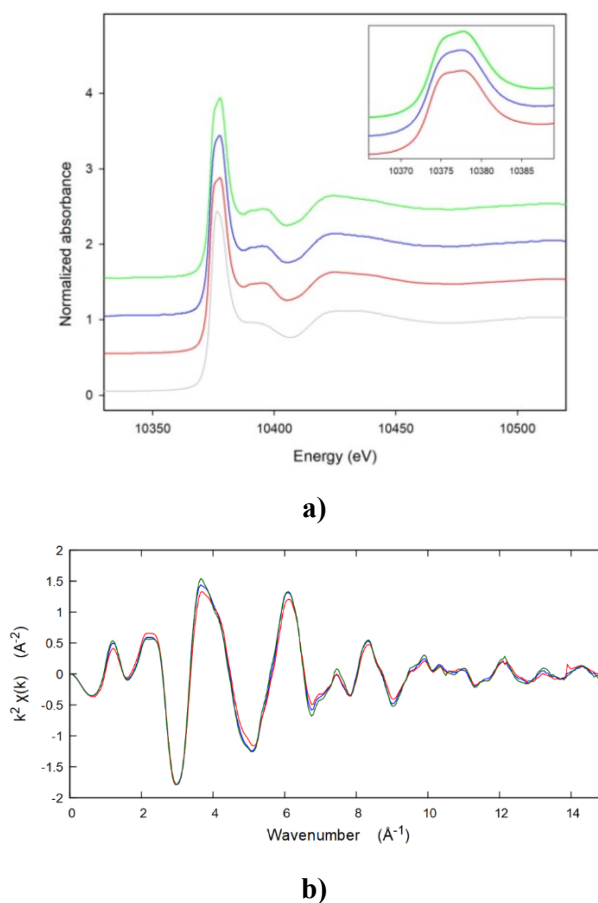 4
3
2
1
0
Normalized absorbance
10370 10375 10380 10385
10350 10400 10450 10500
Energy (eV)
a)
2
1.5
1
0.5
0
-0.5
-1
-1.5
-2
k² χ(k) (A⁻²)
0 2 4 6 8 10 12 14
Wavenumber (Å⁻¹)
b)